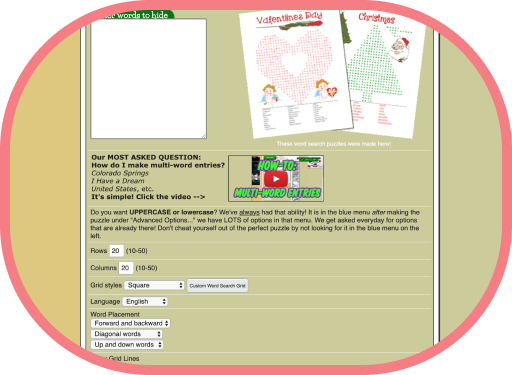 words to hide
Valentines Day
Christmas
These word search puzzles were made here!
Our MOST ASKED QUESTION:
How do I make multi-word entries?
Colorado Springs
I Have a Dream
United States, etc.
It's simple! Click the video -->
HOW-TO:
MULTI-WORD ENTRIES
Do you want UPPERCASE or lowercase? We've always had that ability! It is in the blue menu after making the
puzzle under "Advanced Options..." we have LOTS of options in that menu. We get asked everyday for options
that are already there! Don't cheat yourself out of the perfect puzzle by not looking for it in the blue menu on the
left.
Rows 20 (10-50)
Columns 20 (10-50)
Grid styles Square Custom Word Search Grid
Language English
Word Placement
Forward and backward
Diagonal words
Up and down words
Grid Lines